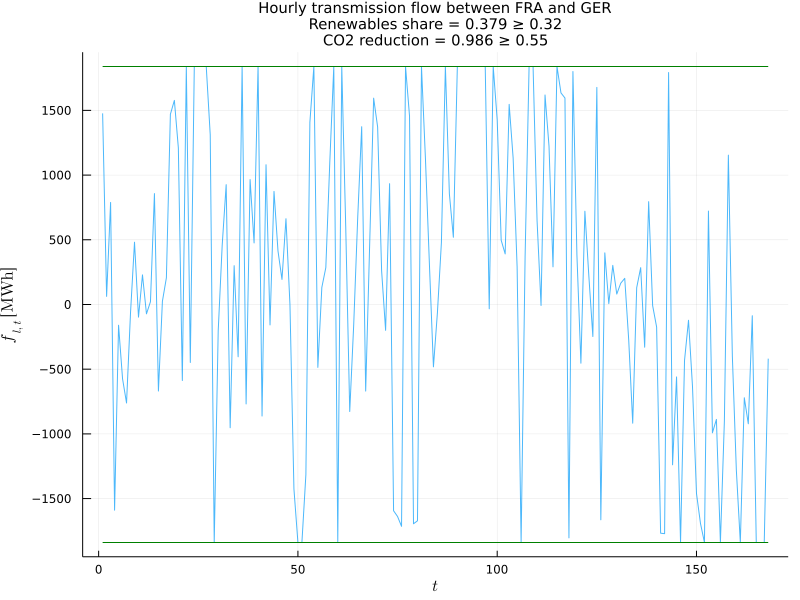 Hourly transmission flow between FRA and GER
Renewables share = 0.379 ≥ 0.32
CO2 reduction = 0.986 ≥ 0.55
1500
1000
500
0
−500
−1000
−1500
f_{l,t} [MWh]
0 50 100 150
t